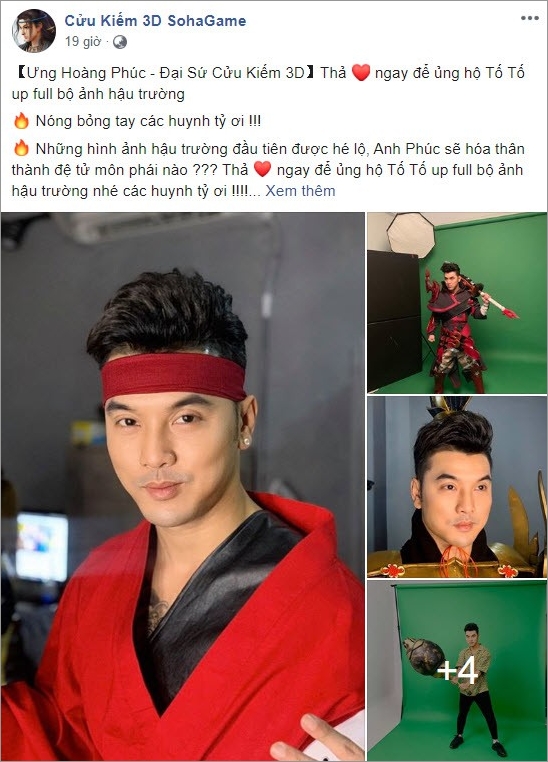 Cửu Kiếm 3D SohaGame
19 giờ ·
【Ưng Hoàng Phúc - Đại Sứ Cửu Kiếm 3D】Thả ❤️ ngay để ủng hộ Tố Tố
up full bộ ảnh hậu trường
🔥 Nóng bỏng tay các huynh tỷ ơi !!!
🔥 Những hình ảnh hậu trường đầu tiên được hé lộ, Anh Phúc sẽ hóa thân
thành đệ tử môn phái nào ??? Thả ❤️ ngay để ủng hộ Tố Tố up full bộ ảnh
hậu trường nhé các huynh tỷ ơi !!!!... Xem thêm
+4